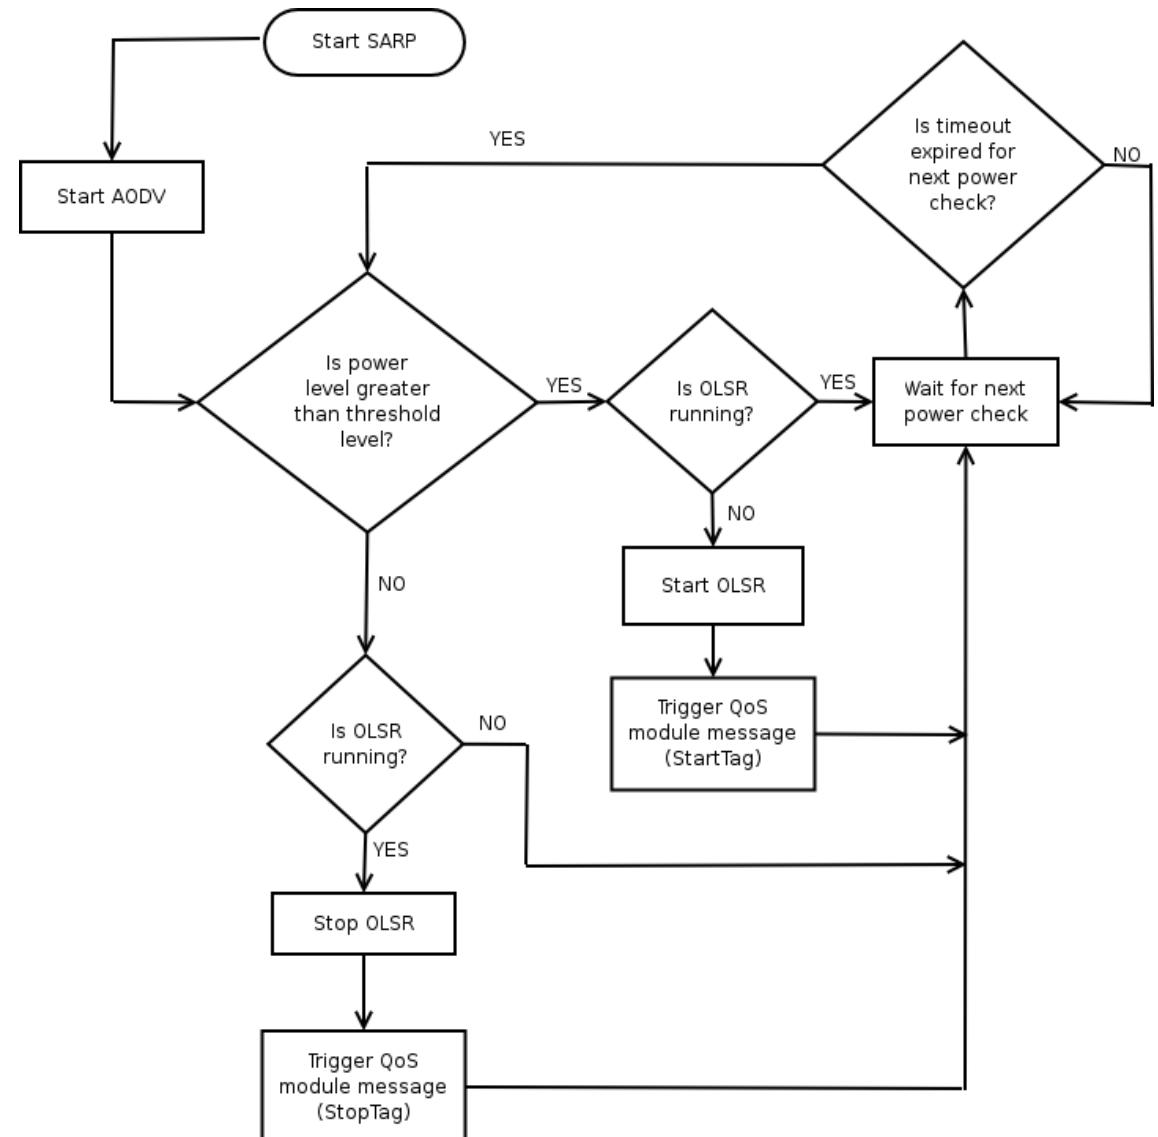 Start SARP
Start AODV
Is timeout
expired for
next power
check?
YES
NO
Is power
level greater
than threshold
level?
YES
Is OLSR
running?
YES
Wait for next
power check
NO
Start OLSR
Trigger QoS
module message
(StartTag)
NO
Is OLSR
running?
NO
YES
Stop OLSR
Trigger QoS
module message
(StopTag)